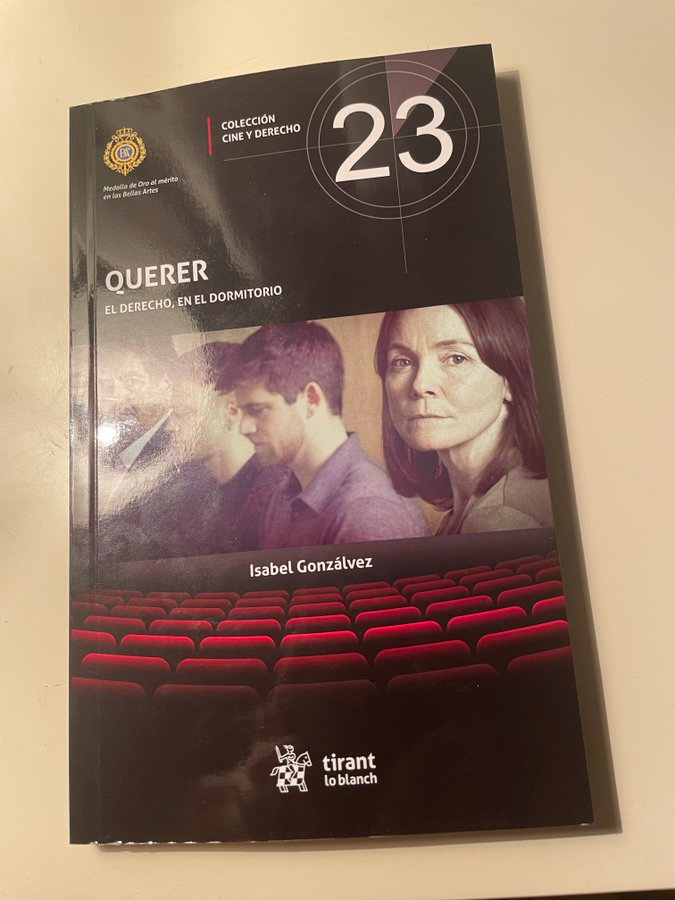 COLECCIÓN
CINE Y DERECHO
23
Medalla de Oro al mérito
en las Bellas Artes
QUERER
EL DERECHO, EN EL DORMITORIO
Isabel Gonzálvez
tirant
lo blanch